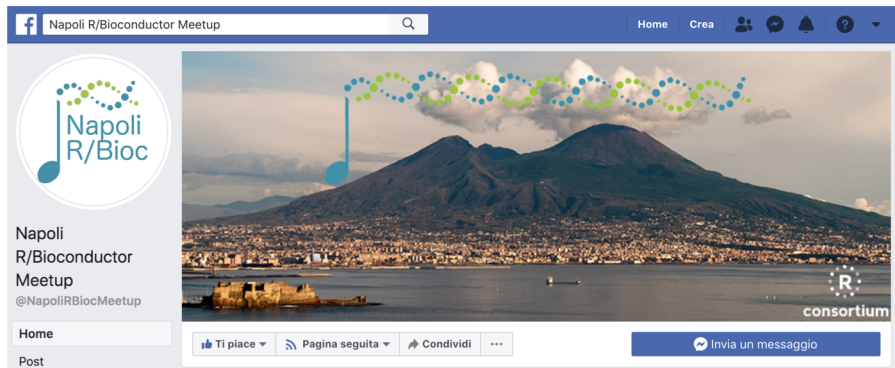 Napoli R/Bioconductor Meetup
Home Crea
Napoli
R/Bioc
Napoli
R/Bioconductor
Meetup
@NapoliRBiocMeetup
Home
Post
R
consortium
Ti piace
Pagina seguita
Condividi
Invia un messaggio